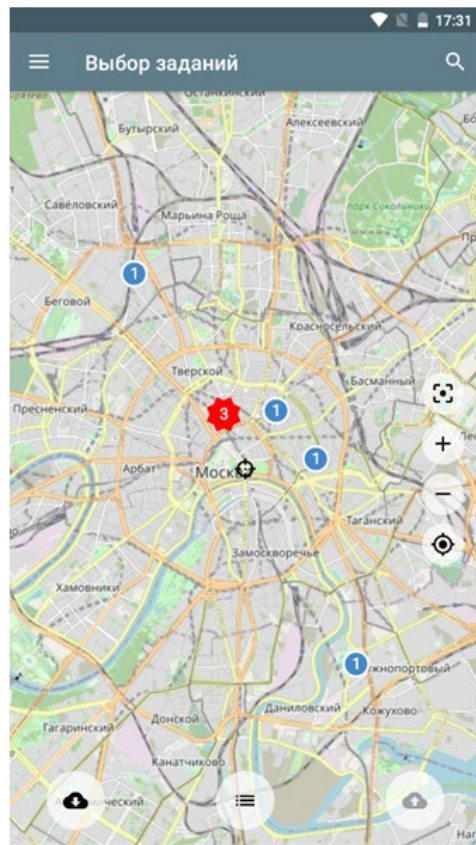 17:31
Выбор заданий
Останкинский
Бутырский
Алексеевский
Савеловский
Марьина Роща
парк Сокольники
1
Беговой
Красносельский
Тверской
Басманный
Пресненский
3
1
1
Арбат
Москва
Таганский
Замоскворечье
Хамовники
1
Южнопортовый
Даниловский
Кожухово
Донской
Гагаринский
Канатчиково